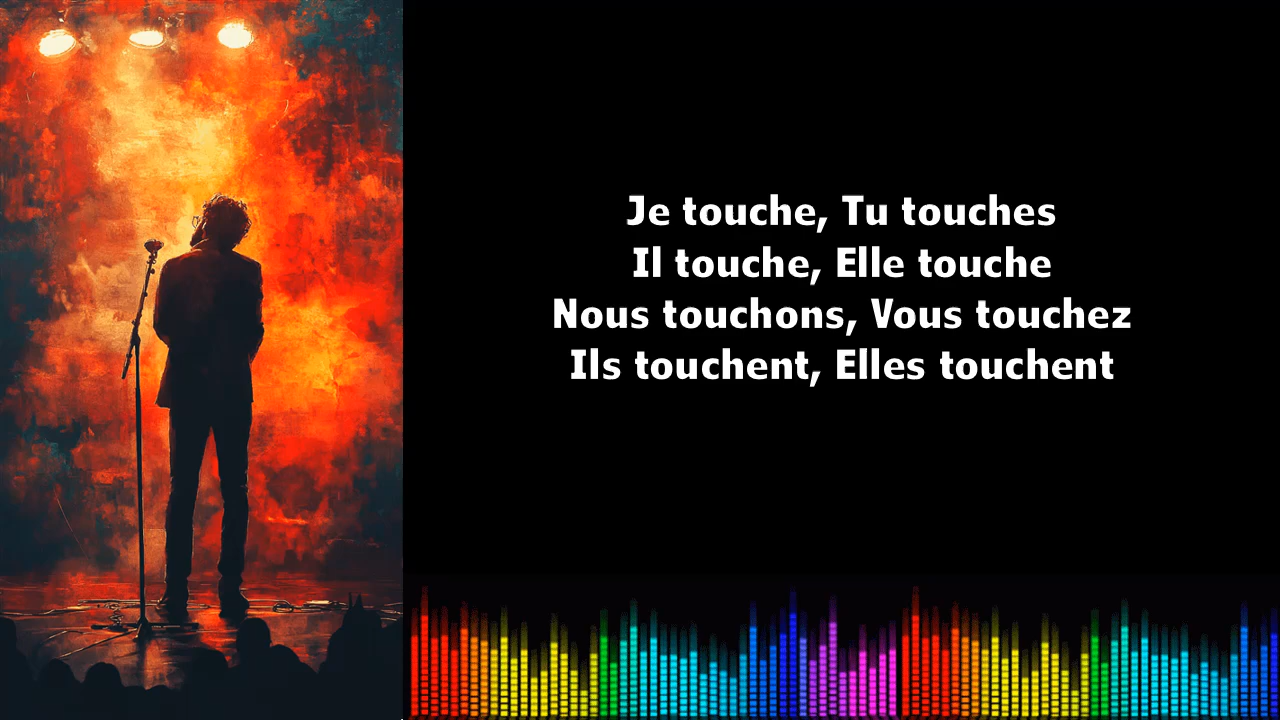 Je touche, Tu touches
Il touche, Elle touche
Nous touchons, Vous touchez
Ils touchent, Elles touchent